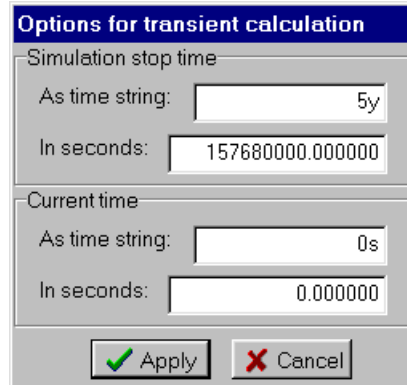 Options for transient calculation
Simulation stop time
As time string: 5y
In seconds: 157680000.000000
Current time
As time string: 0s
In seconds: 0.000000
Apply Cancel